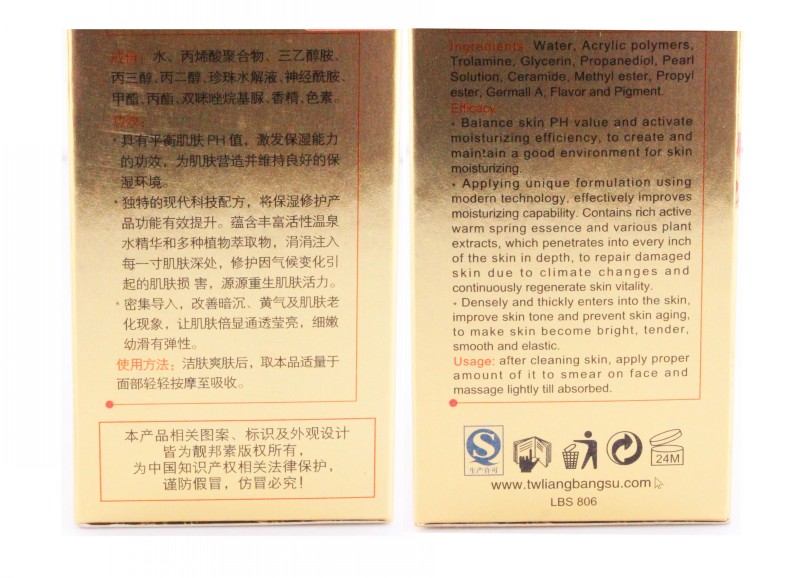 成份：水、丙烯酸聚合物、三乙醇胺、
丙三醇、丙二醇、珍珠水解液、神经酰胺、
甲酯、丙酯、双咪唑烷基脲、香精、色素。
功效：
·具有平衡肌肤PH值，激发保湿能力
的功效，为肌肤营造并维持良好的保
湿环境。
·独特的现代科技配方，将保湿修护产
品功能有效提升。蕴含丰富活性温泉
水精华和多种植物萃取物，涓涓注入
每一寸肌肤深处，修护因气候变化引
起的肌肤损 害，源源重生肌肤活力。
·密集导入，改善暗沉、黄气及肌肤老
化现象，让肌肤倍显通透莹亮，细嫩
幼滑有弹性。
使用方法：洁肤爽肤后，取本品适量于
面部轻轻按摩至吸收。
本产品相关图案、标识及外观设计
皆为靓邦素版权所有，
为中国知识产权相关法律保护，
谨防假冒，仿冒必究！
Ingredients: Water, Acrylic polymers,
Trolamine, Glycerin, Propanediol, Pearl
Solution, Ceramide, Methyl ester, Propyl
ester, Germall A, Flavor and Pigment.
Efficacy:
· Balance skin PH value and activate
moisturizing efficiency, to create and
maintain a good environment for skin
moisturizing.
· Applying unique formulation using
modern technology, effectively improves
moisturizing capability. Contains rich active
warm spring essence and various plant
extracts, which penetrates into every inch
of the skin in depth, to repair damaged
skin due to climate changes and
continuously regenerate skin vitality.
· Densely and thickly enters into the skin,
improve skin tone and prevent skin aging,
to make skin become bright, tender,
smooth and elastic.
Usage: after cleaning skin, apply proper
amount of it to smear on face and
massage lightly till absorbed.
生产许可
24M
www.twliangbangsu.com
LBS 806